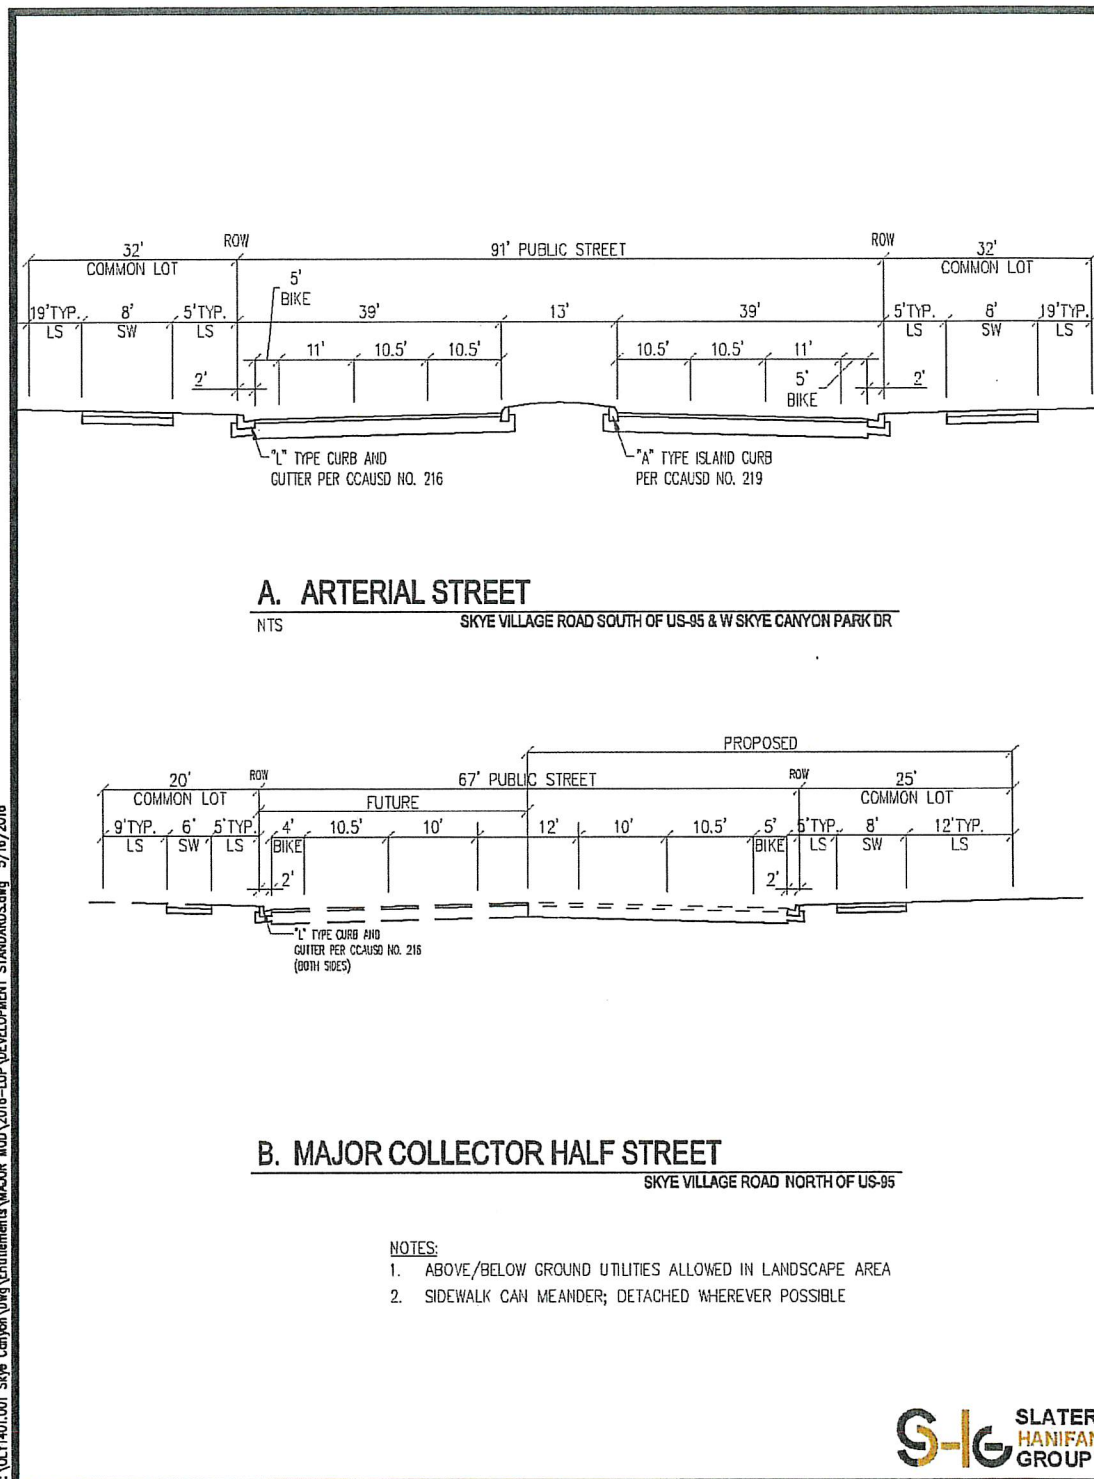 32' ROW 91' PUBLIC STREET ROW 32'
COMMON LOT COMMON LOT
5'
BIKE
19'TYP. 8' 5'TYP. 39' 13' 39' 5'TYP. 8' 19'TYP.
LS SW LS LS SW LS
11' 10.5' 10.5' 10.5' 10.5' 11'
2' 5' 2'
BIKE
"L" TYPE CURB AND
GUTTER PER CCAUSD NO. 216
"A" TYPE ISLAND CURB
PER CCAUSD NO. 219
A. ARTERIAL STREET
NTS SKYE VILLAGE ROAD SOUTH OF US-95 & W SKYE CANYON PARK DR
PROPOSED
20' ROW 67' PUBLIC STREET ROW 25'
COMMON LOT FUTURE COMMON LOT
9'TYP. 6' 5'TYP. 4' 10.5' 10' 12' 10' 10.5' 5' 5'TYP. 8' 12'TYP.
LS SW LS BIKE BIKE LS SW LS
2' 2'
"L" TYPE CURB AND
GUTTER PER CCAUSD NO. 216
(BOTH SIDES)
B. MAJOR COLLECTOR HALF STREET
SKYE VILLAGE ROAD NORTH OF US-95
NOTES:
1. ABOVE/BELOW GROUND UTILITIES ALLOWED IN LANDSCAPE AREA
2. SIDEWALK CAN MEANDER; DETACHED WHEREVER POSSIBLE
SHG SLATER
HANIFAN
GROUP